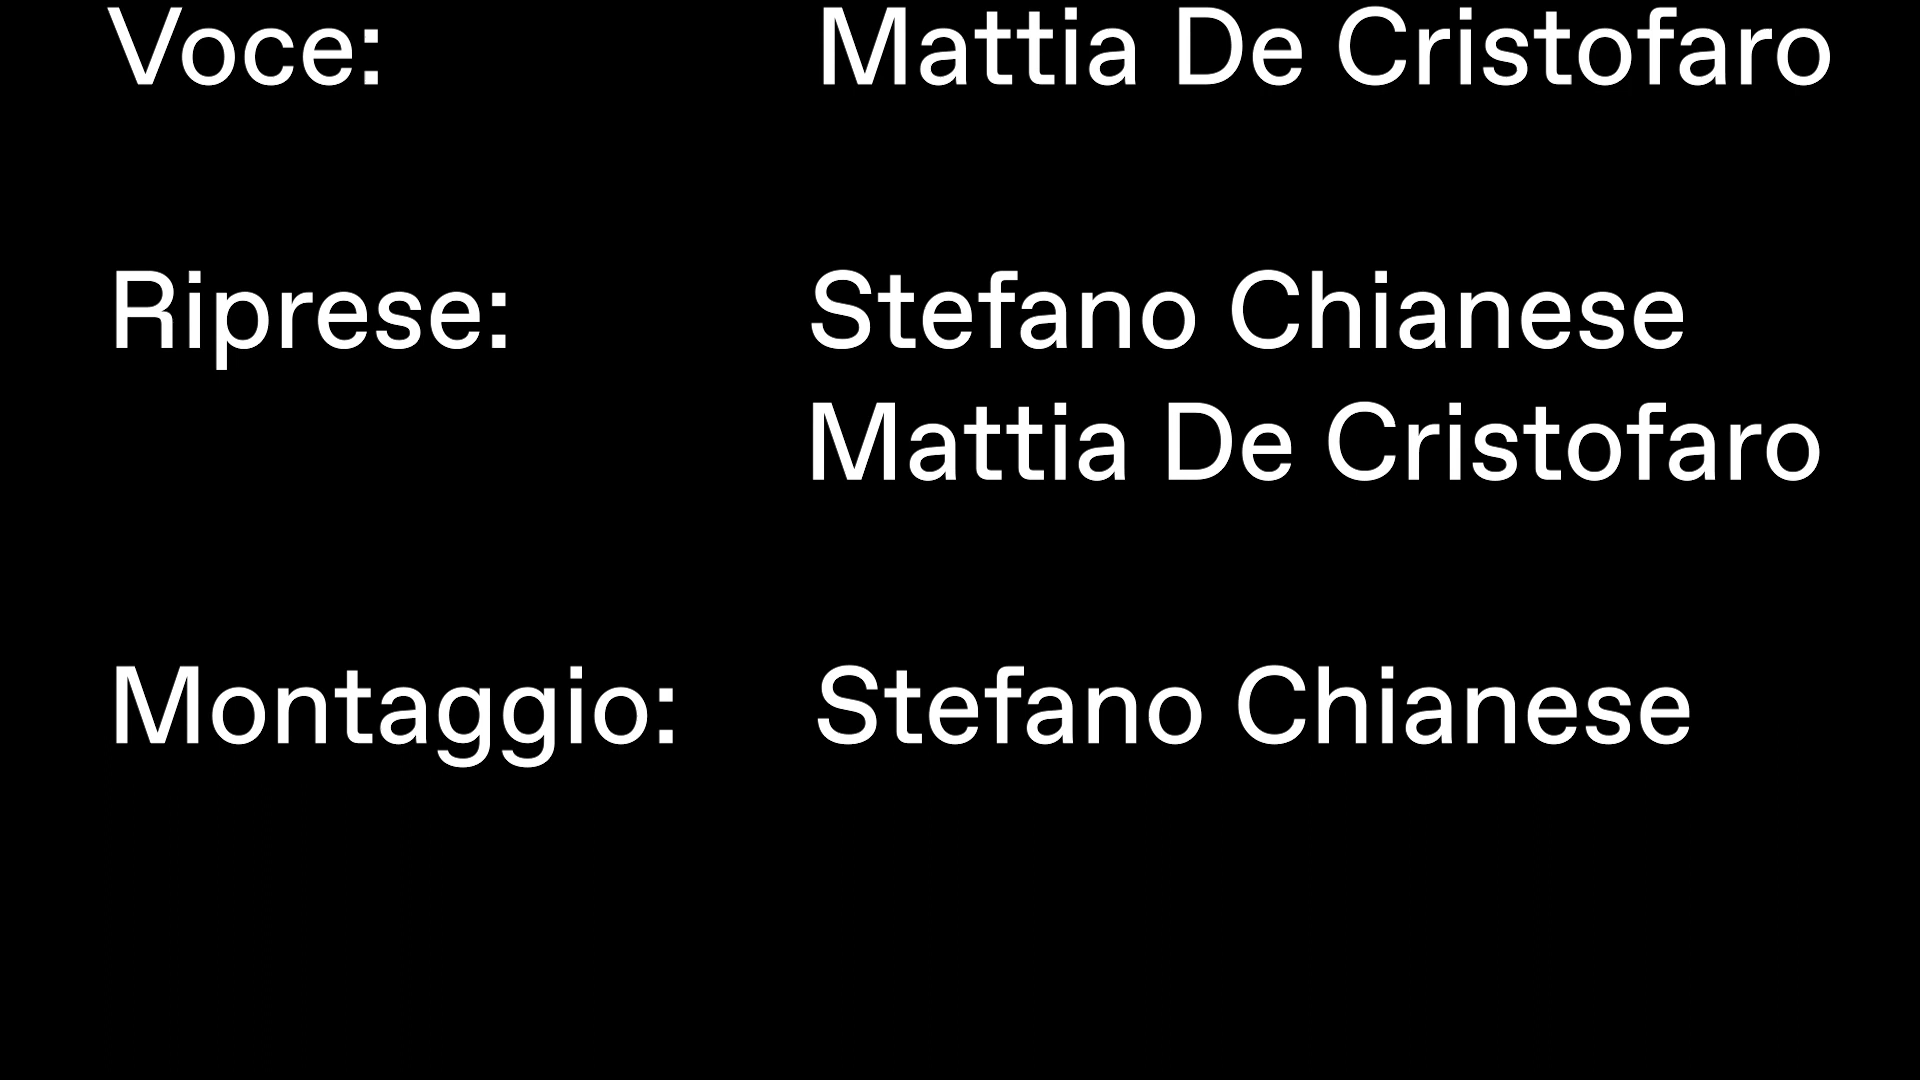 Voce: Mattia De Cristofaro
Riprese: Stefano Chianese
Mattia De Cristofaro
Montaggio: Stefano Chianese